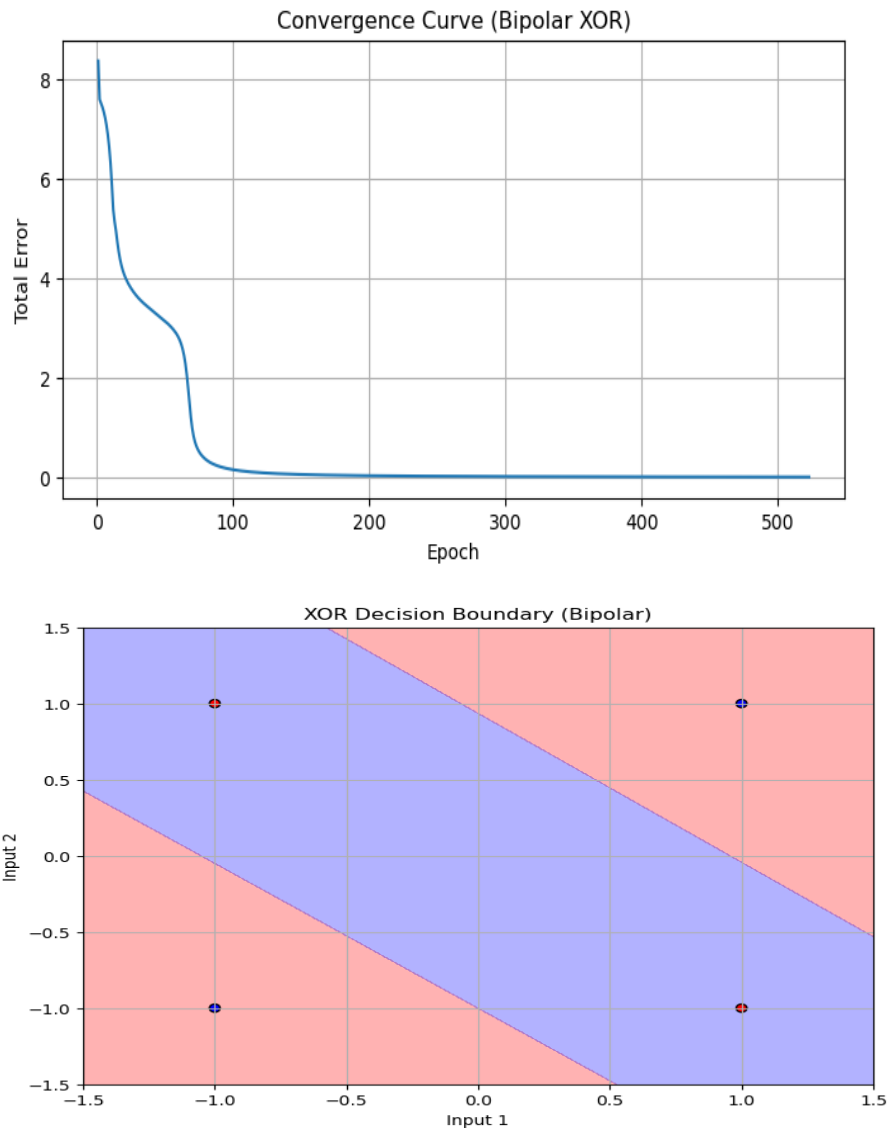 Convergence Curve (Bipolar XOR)
8
6
4
2
0
Total Error
0 100 200 300 400 500
Epoch
XOR Decision Boundary (Bipolar)
1.5
1.0
0.5
0.0
−0.5
−1.0
−1.5
Input 2
−1.5 −1.0 −0.5 0.0 0.5 1.0 1.5
Input 1